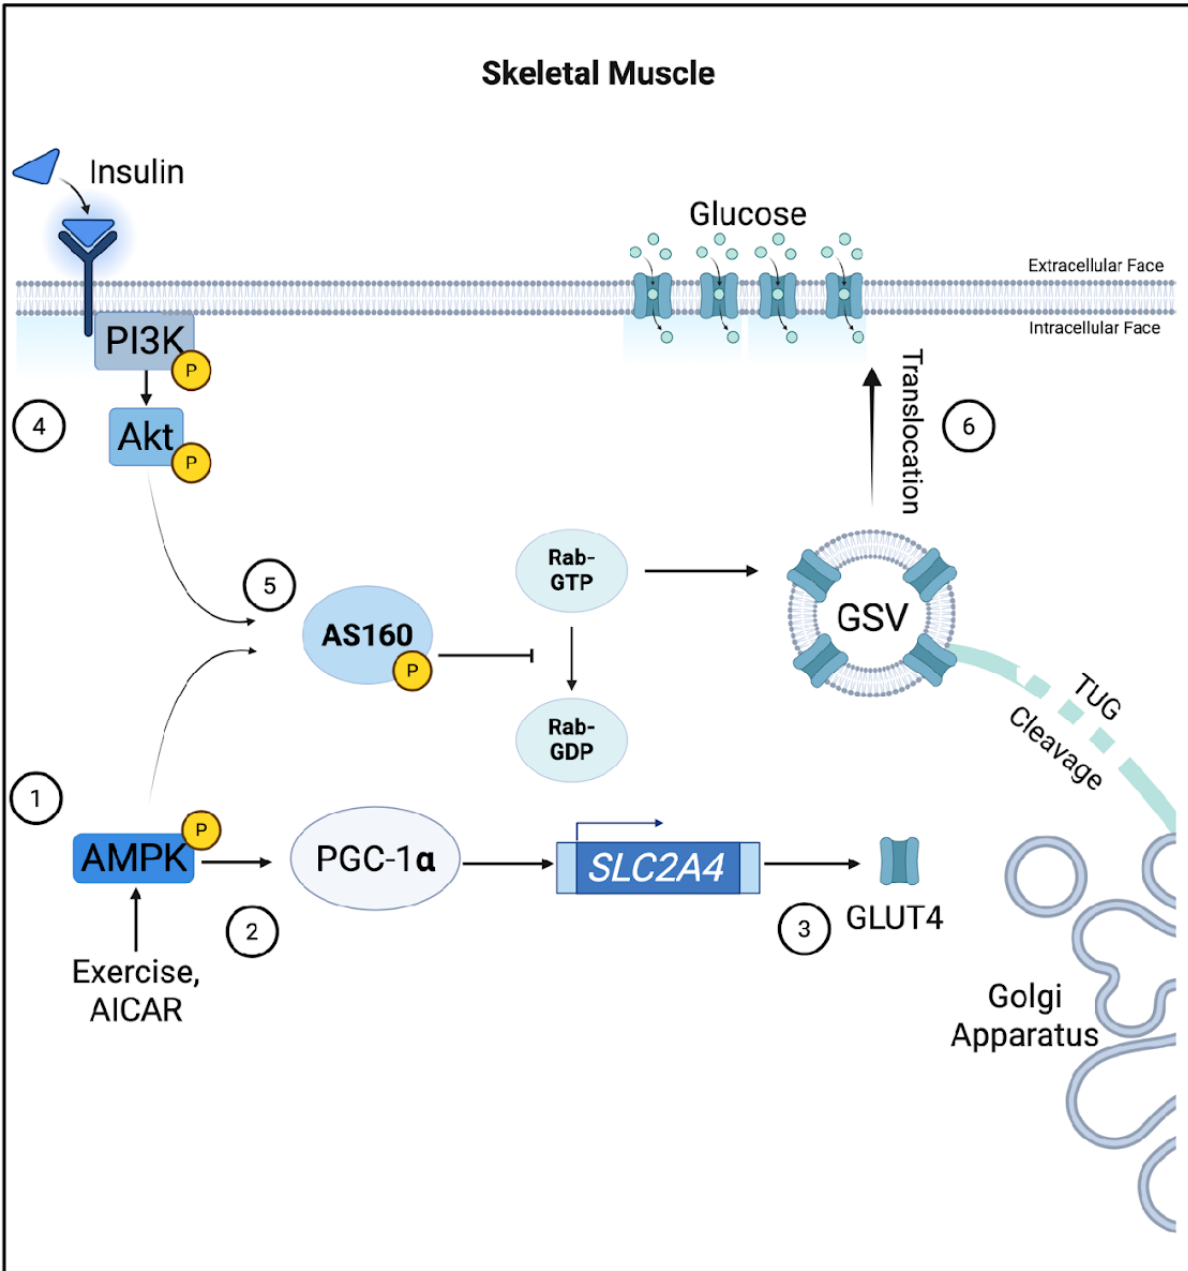 Skeletal Muscle
Insulin
Glucose
Extracellular Face
Intracellular Face
PI3K
P
4
Akt
P
Translocation
6
5
Rab-
GTP
AS160
P
GSV
Rab-
GDP
TUG
Cleavage
1
P
AMPK
PGC-1α
SLC2A4
2
3
GLUT4
Exercise,
AICAR
Golgi
Apparatus